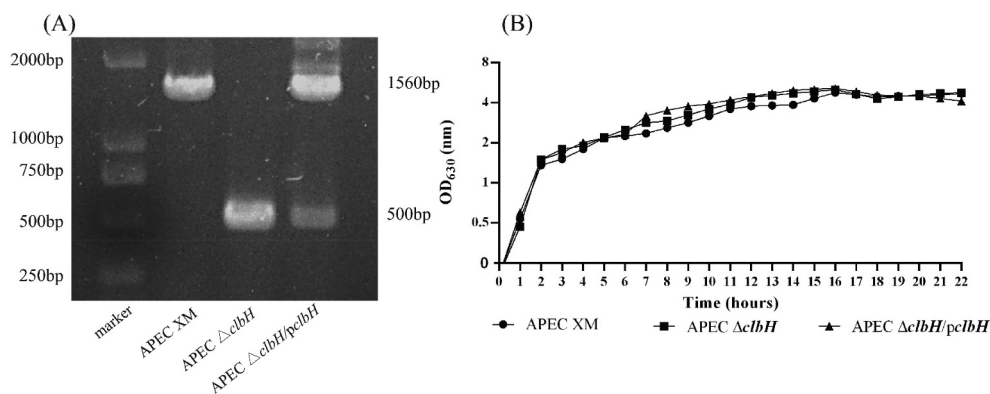 (A)
2000bp
1000bp
750bp
500bp
250bp
1560bp
500bp
marker
APEC XM
APEC △clbH
APEC △clbH/pclbH
(B)
OD630 (nm)
8
4
2
1
0.5
0
0 1 2 3 4 5 6 7 8 9 10 11 12 13 14 15 16 17 18 19 20 21 22
Time (hours)
APEC XM APEC ΔclbH APEC ΔclbH/pclbH